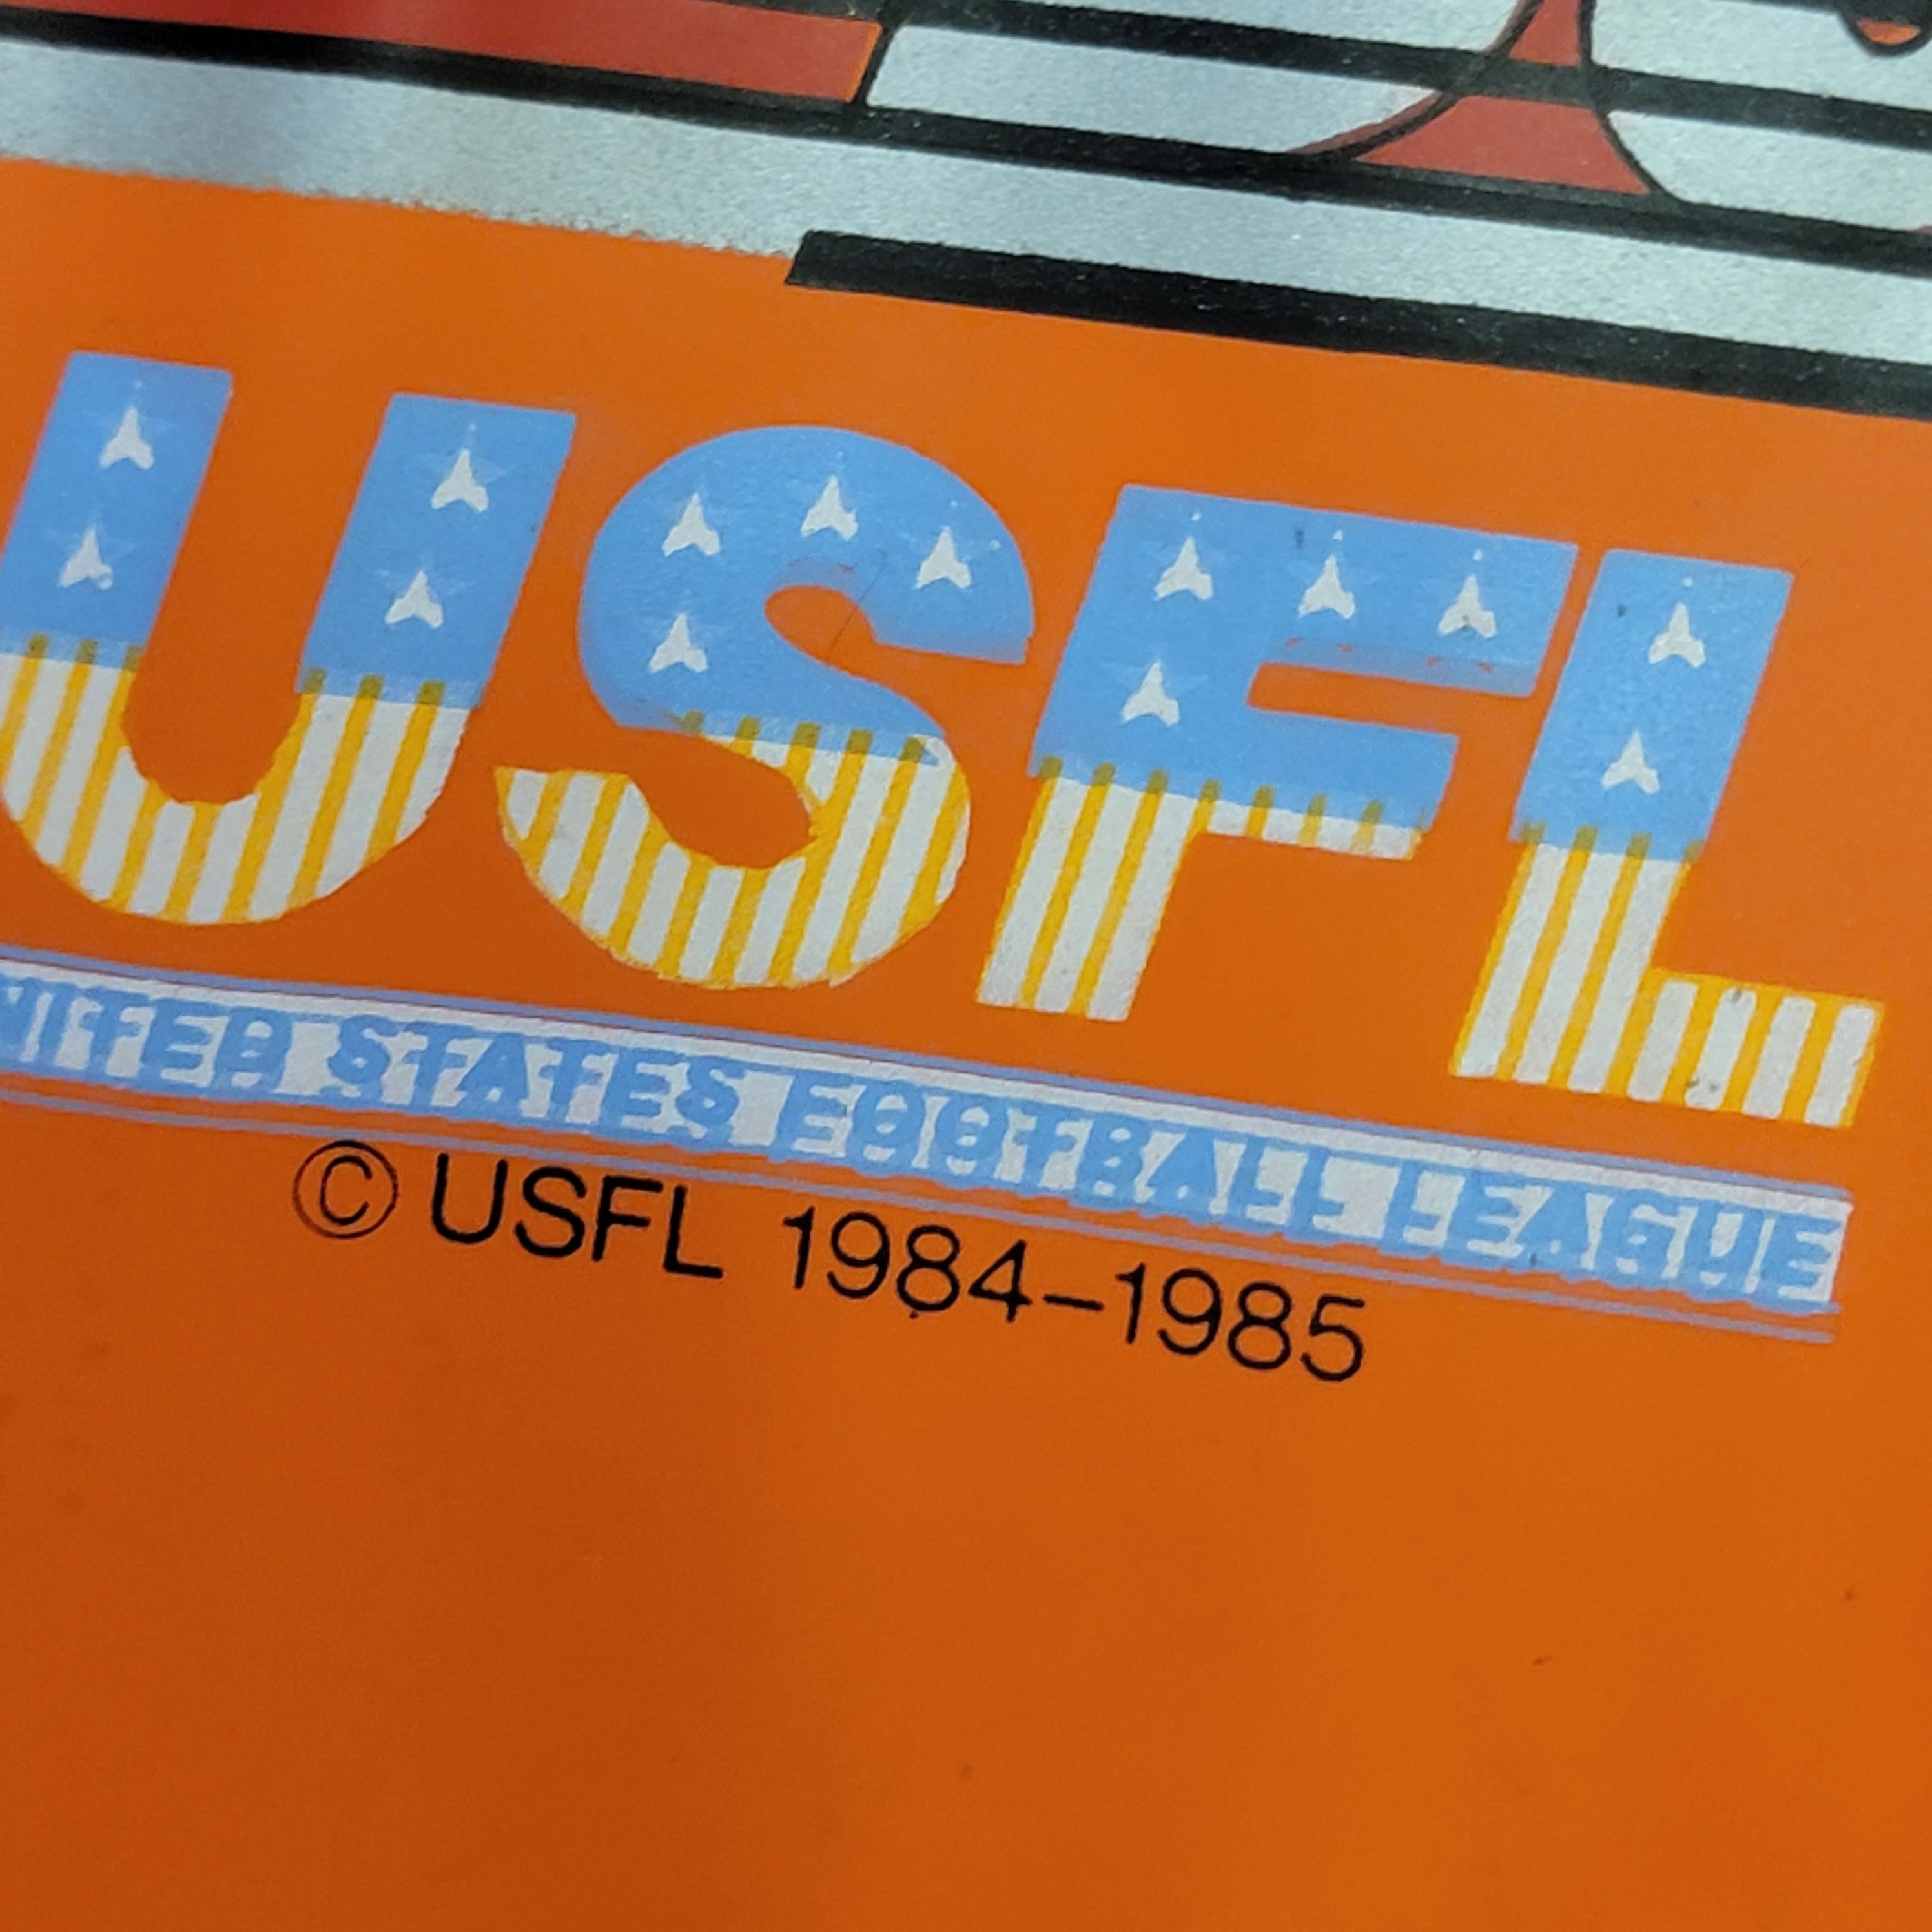 USFL
NITED STATES FOOTBALL LEAGUE
© USFL 1984-1985